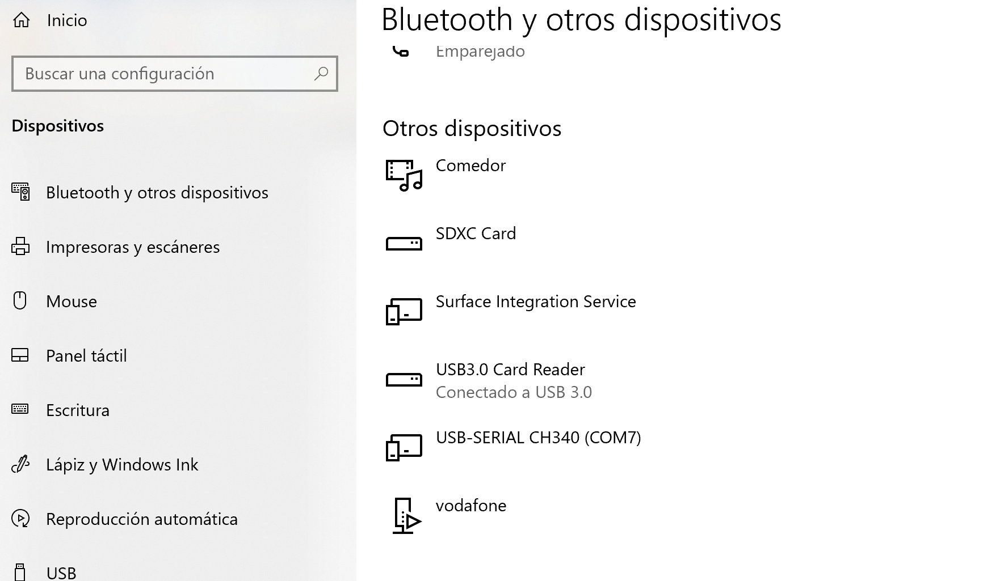 Inicio
Buscar una configuración
Dispositivos
Bluetooth y otros dispositivos
Impresoras y escáneres
Mouse
Panel táctil
Escritura
Lápiz y Windows Ink
Reproducción automática
USB
Bluetooth y otros dispositivos
Emparejado
Otros dispositivos
Comedor
SDXC Card
Surface Integration Service
USB3.0 Card Reader
Conectado a USB 3.0
USB-SERIAL CH340 (COM7)
vodafone